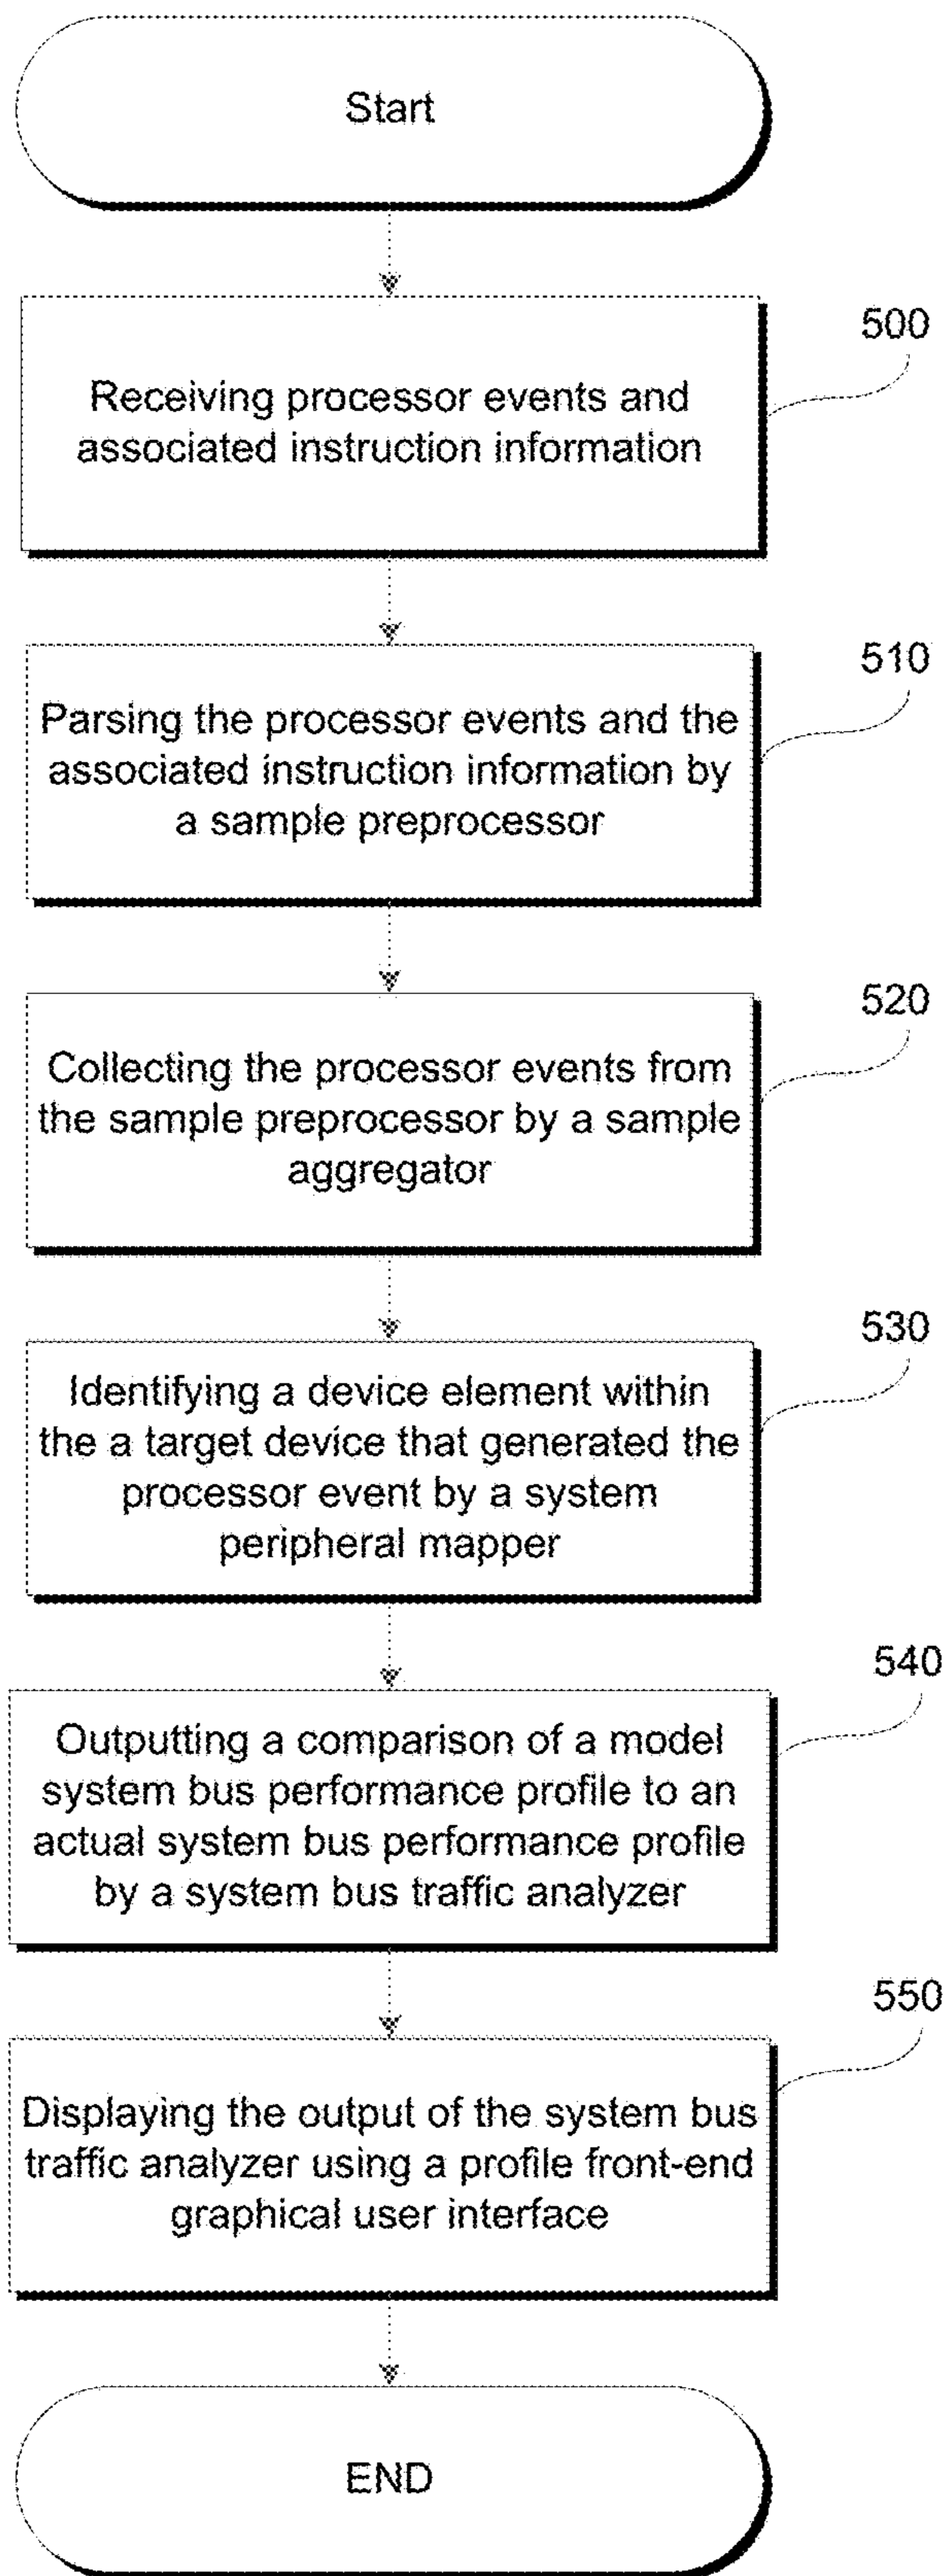 Start
500
Receiving processor events and
associated instruction information
510
Parsing the processor events and the
associated instruction information by
a sample preprocessor
520
Collecting the processor events from
the sample preprocessor by a sample
aggregator
530
Identifying a device element within
the a target device that generated the
processor event by a system
peripheral mapper
540
Outputting a comparison of a model
system bus performance profile to an
actual system bus performance profile
by a system bus traffic analyzer
550
Displaying the output of the system bus
traffic analyzer using a profile front-end
graphical user interface
END